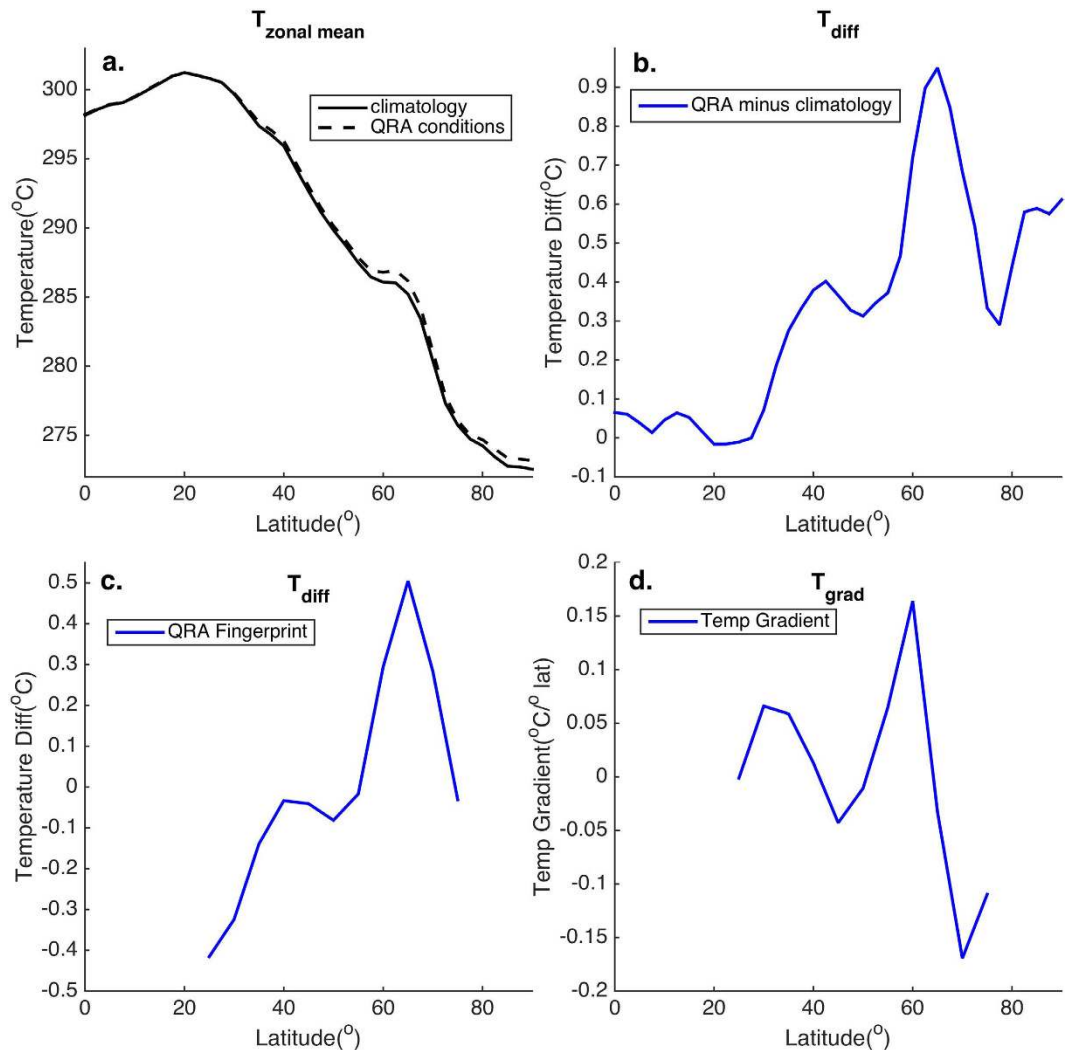 T zonal mean
a.
climatology
QRA conditions
300
295
290
285
280
275
Temperature(°C)
0 20 40 60 80
Latitude(°)
T diff
b.
QRA minus climatology
0.9
0.8
0.7
0.6
0.5
0.4
0.3
0.2
0.1
0
-0.1
Temperature Diff(°C)
0 20 40 60 80
Latitude(°)
c.
T diff
QRA Fingerprint
0.5
0.4
0.3
0.2
0.1
0
-0.1
-0.2
-0.3
-0.4
-0.5
Temperature Diff(°C)
0 20 40 60 80
Latitude(°)
d.
T grad
Temp Gradient
0.2
0.15
0.1
0.05
0
-0.05
-0.1
-0.15
0.2
Temp Gradient(°C/° lat)
0 20 40 60 80
Latitude(°)